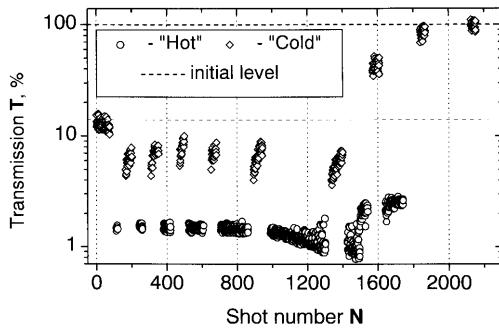 Transmission T, %
100
10
1
- "Hot" - "Cold"
- initial level
0 400 800 1200 1600 2000
Shot number N